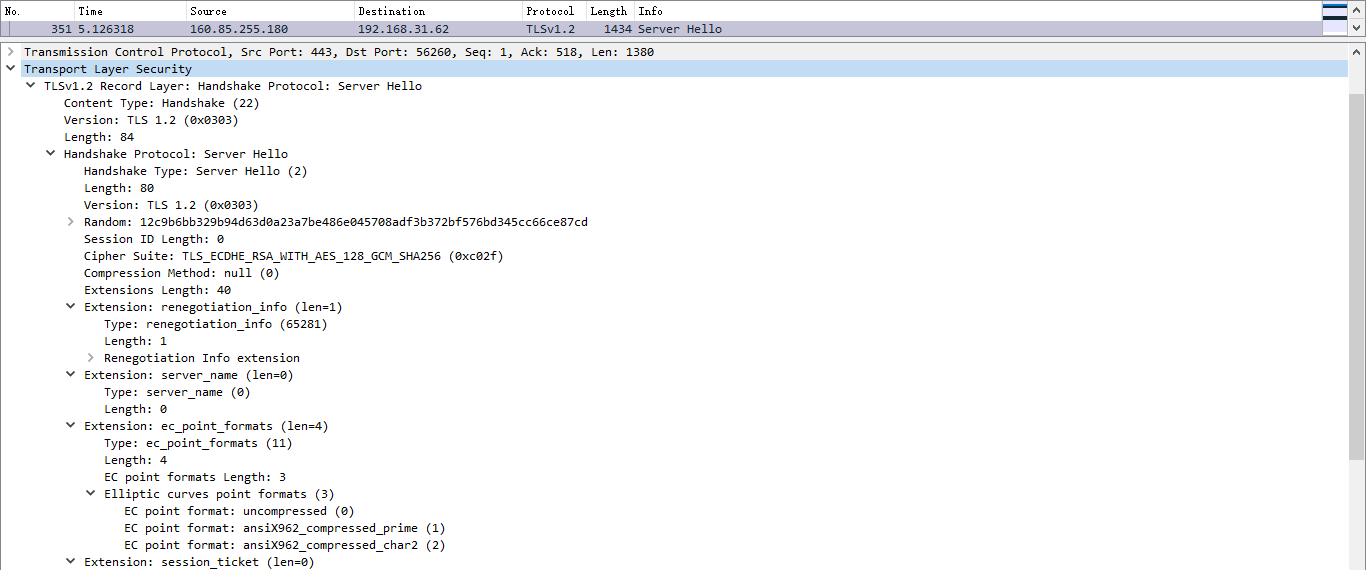 No. Time Source Destination Protocol Length Info
351 5.126318 160.85.255.180 192.168.31.62 TLSv1.2 1434 Server Hello
Transmission Control Protocol, Src Port: 443, Dst Port: 56260, Seq: 1, Ack: 518, Len: 1380
Transport Layer Security
TLSv1.2 Record Layer: Handshake Protocol: Server Hello
Content Type: Handshake (22)
Version: TLS 1.2 (0x0303)
Length: 84
Handshake Protocol: Server Hello
Handshake Type: Server Hello (2)
Length: 80
Version: TLS 1.2 (0x0303)
Random: 12c9b6bb329b94d63d0a23a7be486e045708adf3b372bf576bd345cc66ce87cd
Session ID Length: 0
Cipher Suite: TLS_ECDHE_RSA_WITH_AES_128_GCM_SHA256 (0xc02f)
Compression Method: null (0)
Extensions Length: 40
Extension: renegotiation_info (len=1)
Type: renegotiation_info (65281)
Length: 1
Renegotiation Info extension
Extension: server_name (len=0)
Type: server_name (0)
Length: 0
Extension: ec_point_formats (len=4)
Type: ec_point_formats (11)
Length: 4
EC point formats Length: 3
Elliptic curves point formats (3)
EC point format: uncompressed (0)
EC point format: ansiX962_compressed_prime (1)
EC point format: ansiX962_compressed_char2 (2)
Extension: session_ticket (len=0)